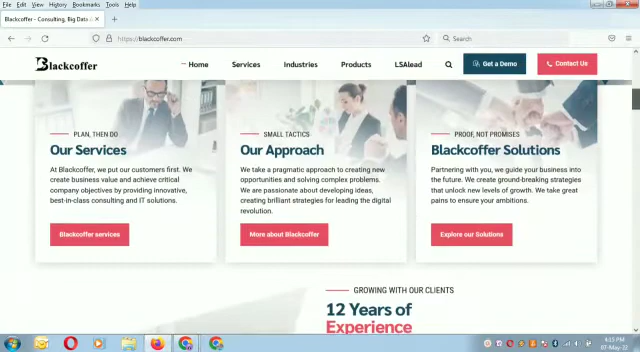 File Edit View History Bookmarks Tools Help
Blackcoffer - Consulting, Big Data
https://blackcoffer.com
Search
Blackcoffer
Home Services Industries Products LSAlead Get a Demo Contact Us
PLAN, THEN DO
Our Services
At Blackcoffer, we put our customers first. We
create business value and achieve critical
company objectives by providing innovative,
best-in-class consulting and IT solutions.
Blackcoffer services
SMALL TACTICS
Our Approach
We take a pragmatic approach to creating new
opportunities and solving complex problems.
We are passionate about developing ideas,
creating brilliant strategies for leading the digital
revolution.
More about Blackcoffer
PROOF, NOT PROMISES
Blackcoffer Solutions
Partnering with you, we guide your business into
the future. We create ground-breaking strategies
that unlock new levels of growth. We take great
pains to ensure your ambitions.
Explore our Solutions
GROWING WITH OUR CLIENTS
12 Years of
Experience
4:15 PM
07-May-22